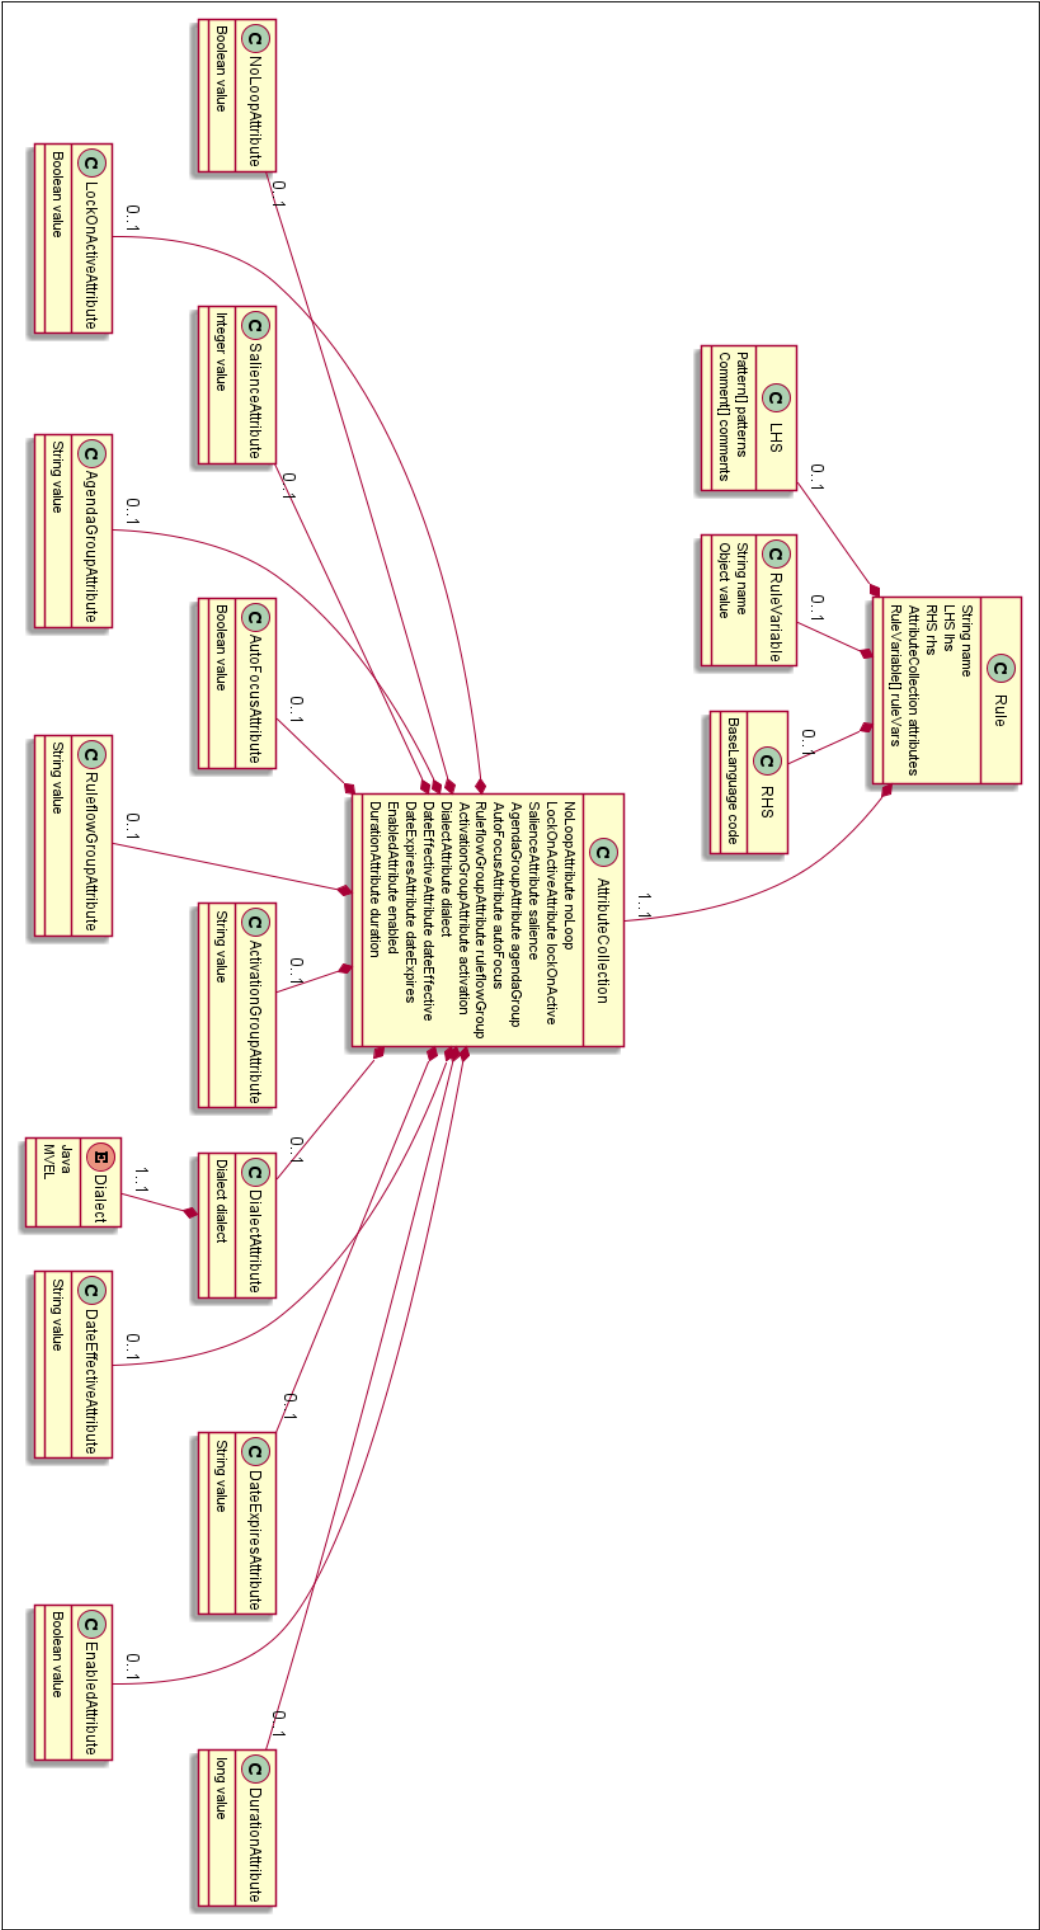 C Rule
String name
LHS lhs
RHS rhs
AttributeCollection attributes
RuleVariable[] ruleVars
0..1
0..1
0..1
1..1
C LHS
Pattern[] patterns
Comment[] comments
C RuleVariable
String name
Object value
C RHS
BaseLanguage code
C AttributeCollection
NoLoopAttribute noLoop
LockOnActiveAttribute lockOnActive
SalienceAttribute salience
AgendaGroupAttribute agendaGroup
AutoFocusAttribute autoFocus
RuleflowGroupAttribute ruleflowGroup
ActivationGroupAttribute activation
DialectAttribute dialect
DateEffectiveAttribute dateEffective
DateExpiresAttribute dateExpires
EnabledAttribute enabled
DurationAttribute duration
0..1
0..1
0..1
0..1
0..1
0..1
0..1
C NoLoopAttribute
Boolean value
C SalienceAttribute
Integer value
C AutoFocusAttribute
Boolean value
C ActivationGroupAttribute
String value
C DialectAttribute
Dialect dialect
C DateExpiresAttribute
String value
C DurationAttribute
long value
0..1
0..1
0..1
1..1
0..1
0..1
C LockOnActiveAttribute
Boolean value
C AgendaGroupAttribute
String value
C RuleflowGroupAttribute
String value
E Dialect
Java
MVEL
C DateEffectiveAttribute
String value
C EnabledAttribute
Boolean value